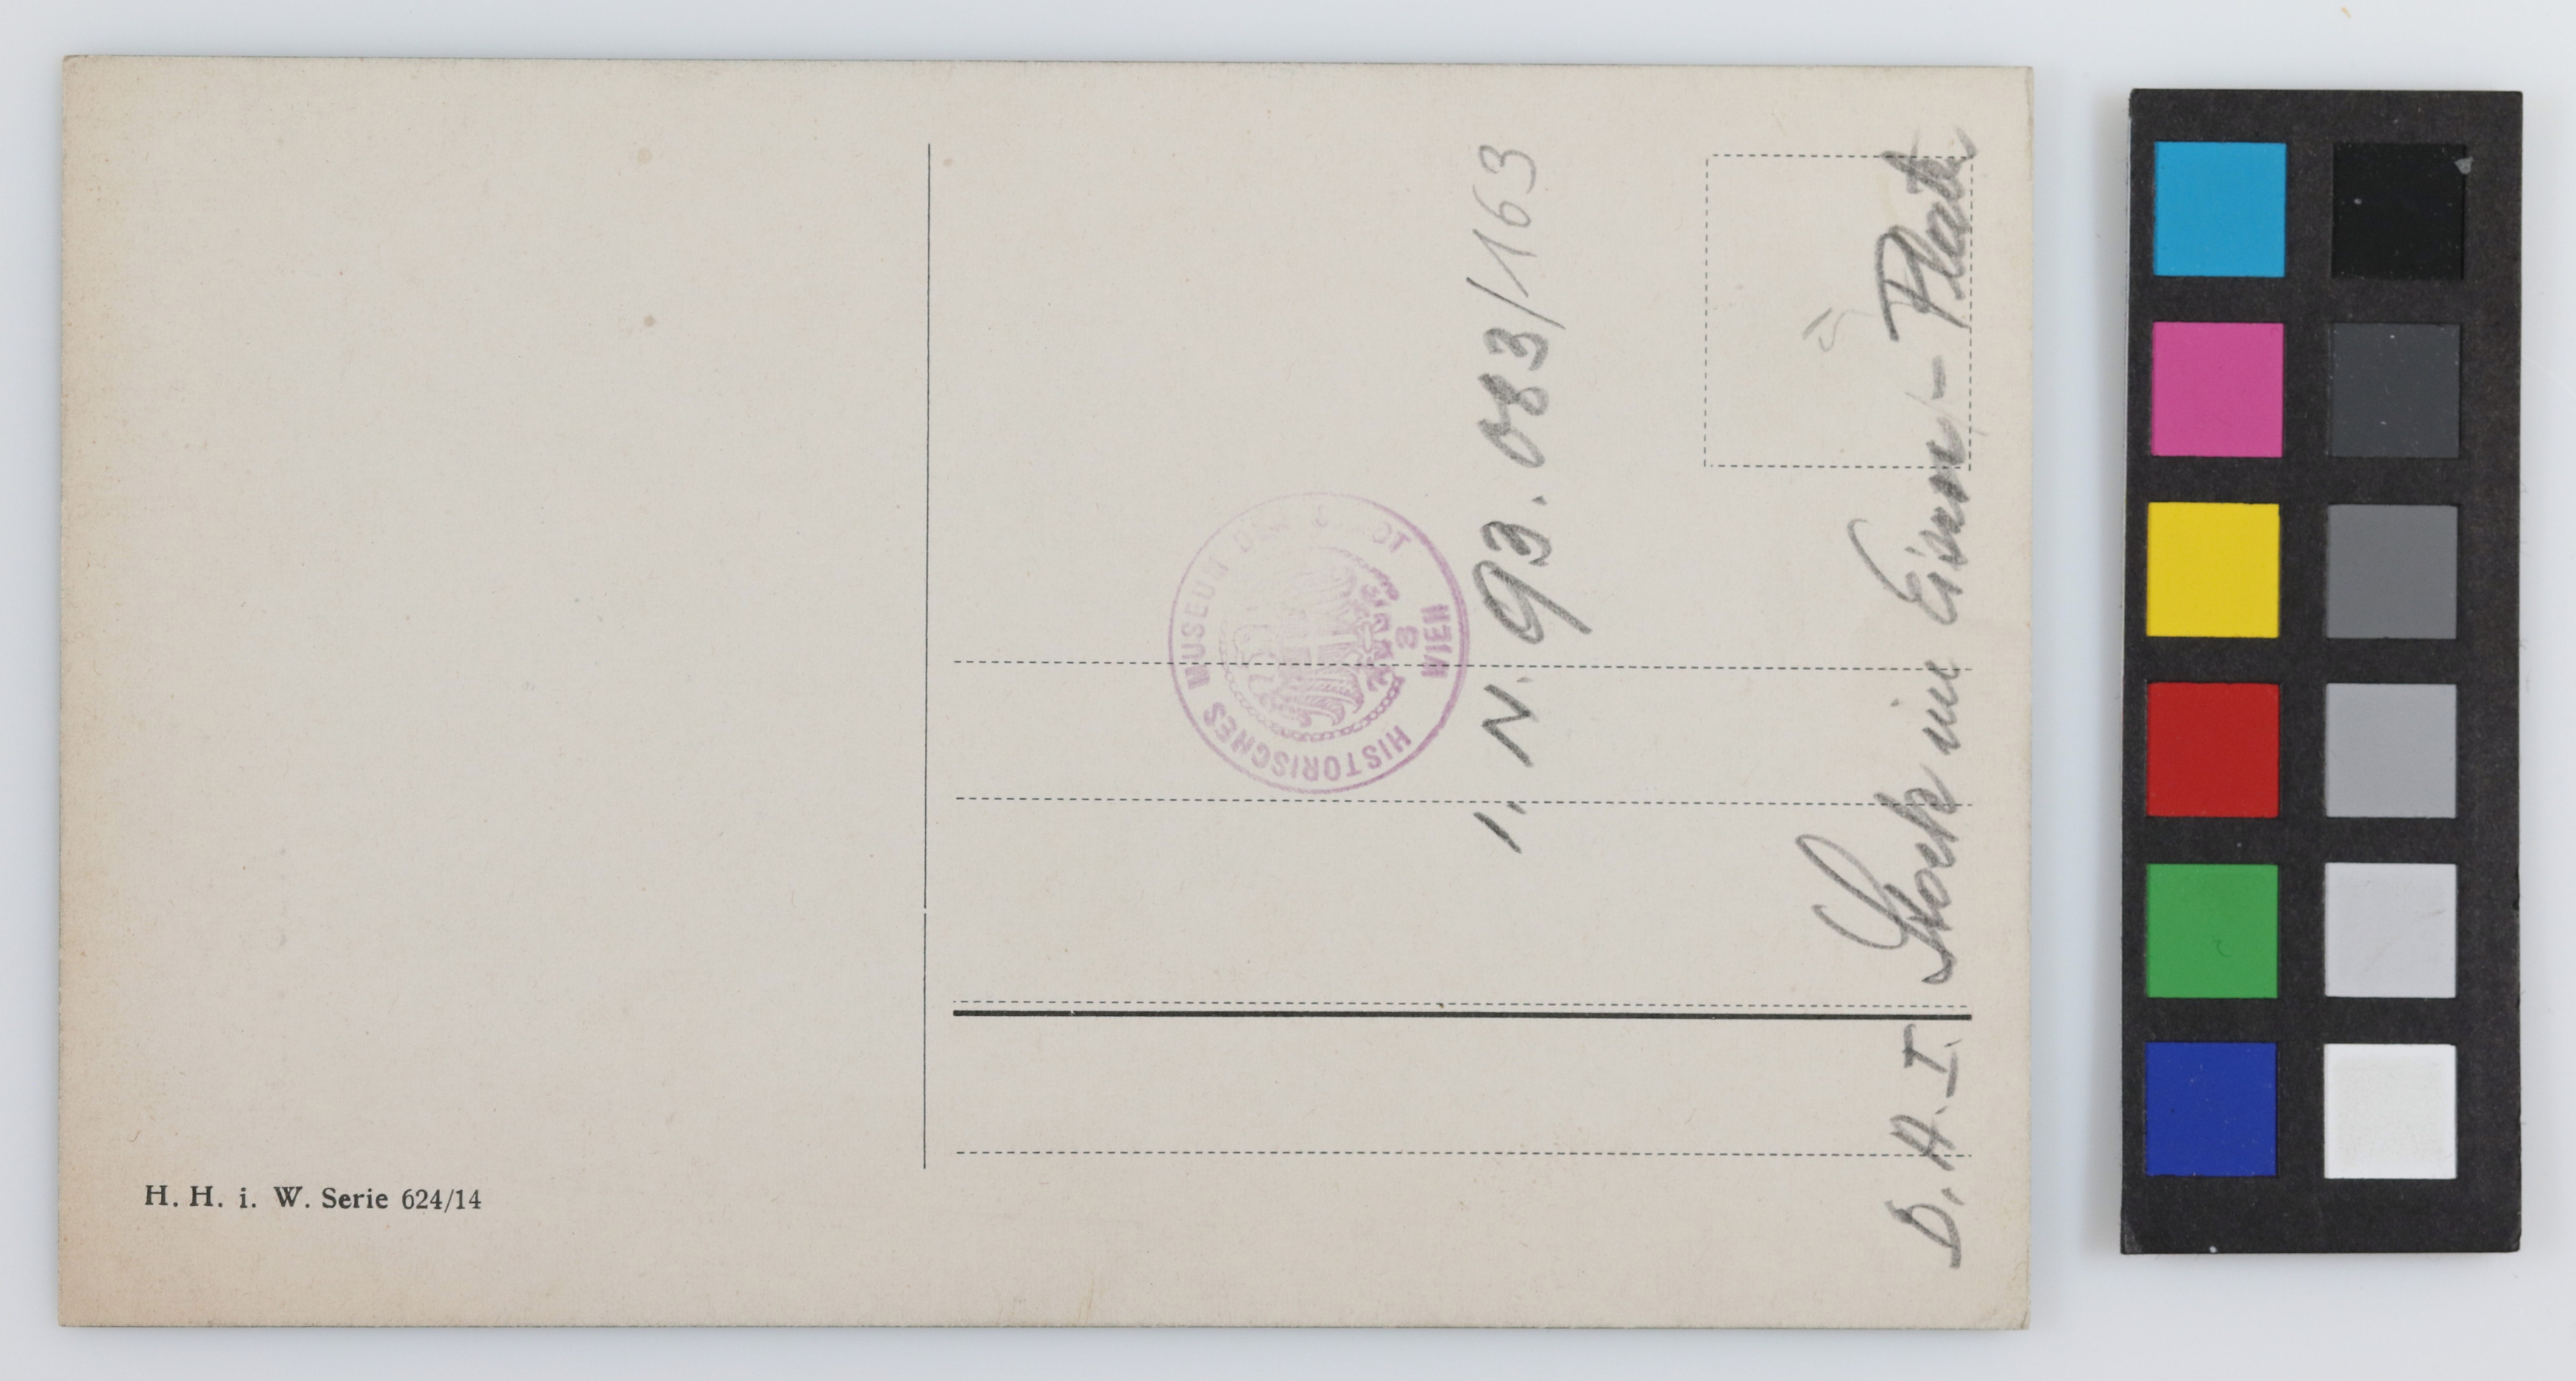 H. H. i. W. Serie 624/14
HISTORISCHES MUSEUM DER STADT
WIEN
I. N. 93.083/163
D. A. I. Stock im Eisen-Platz